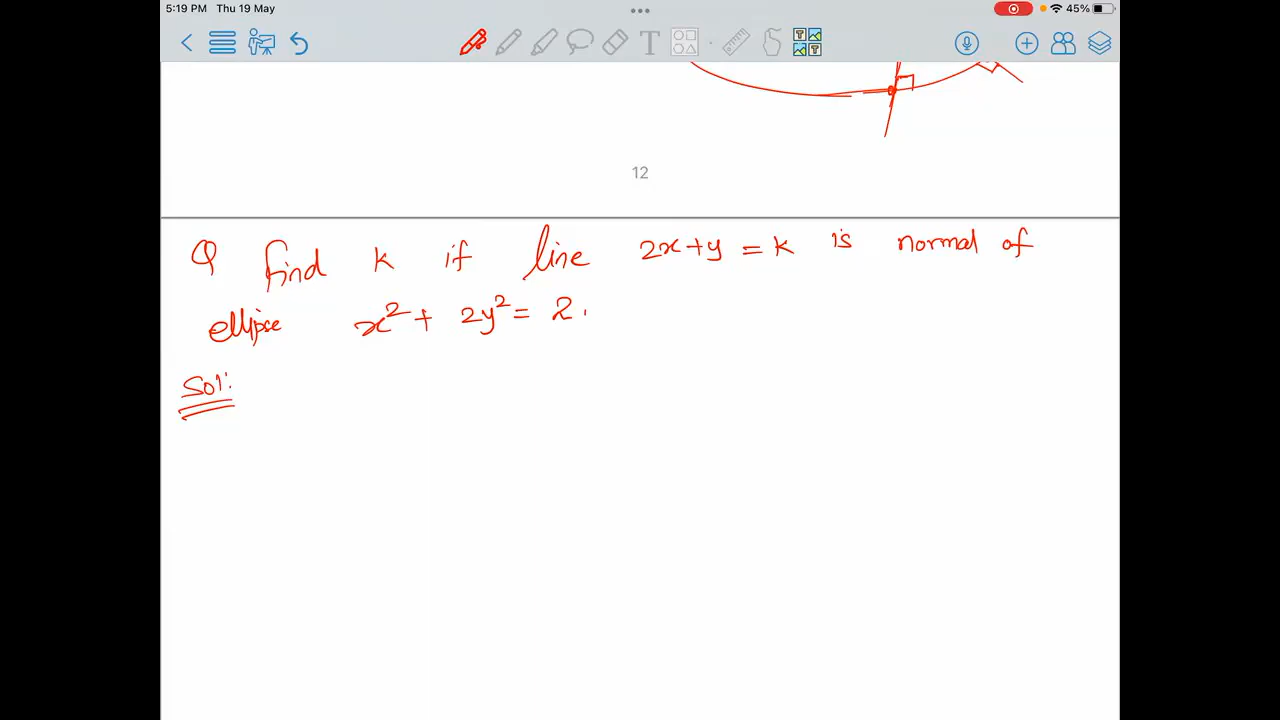 5:19 PM Thu 19 May
45%
12
Q find k if line 2x+y = k is normal of
ellipse x² + 2y² = 2.
Sol: